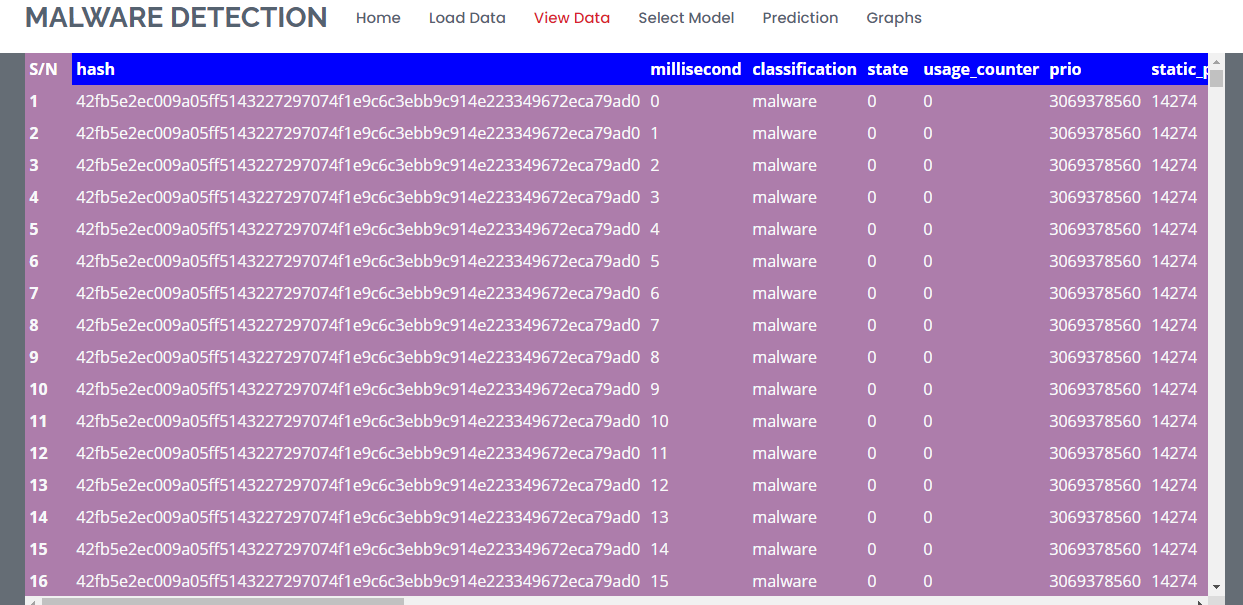 MALWARE DETECTION Home Load Data View Data Select Model Prediction Graphs
S/N hash millisecond classification state usage_counter prio static_p
1 42fb5e2ec009a05ff5143227297074f1e9c6c3ebb9c914e223349672eca79ad0 0 malware 0 0 3069378560 14274
2 42fb5e2ec009a05ff5143227297074f1e9c6c3ebb9c914e223349672eca79ad0 1 malware 0 0 3069378560 14274
3 42fb5e2ec009a05ff5143227297074f1e9c6c3ebb9c914e223349672eca79ad0 2 malware 0 0 3069378560 14274
4 42fb5e2ec009a05ff5143227297074f1e9c6c3ebb9c914e223349672eca79ad0 3 malware 0 0 3069378560 14274
5 42fb5e2ec009a05ff5143227297074f1e9c6c3ebb9c914e223349672eca79ad0 4 malware 0 0 3069378560 14274
6 42fb5e2ec009a05ff5143227297074f1e9c6c3ebb9c914e223349672eca79ad0 5 malware 0 0 3069378560 14274
7 42fb5e2ec009a05ff5143227297074f1e9c6c3ebb9c914e223349672eca79ad0 6 malware 0 0 3069378560 14274
8 42fb5e2ec009a05ff5143227297074f1e9c6c3ebb9c914e223349672eca79ad0 7 malware 0 0 3069378560 14274
9 42fb5e2ec009a05ff5143227297074f1e9c6c3ebb9c914e223349672eca79ad0 8 malware 0 0 3069378560 14274
10 42fb5e2ec009a05ff5143227297074f1e9c6c3ebb9c914e223349672eca79ad0 9 malware 0 0 3069378560 14274
11 42fb5e2ec009a05ff5143227297074f1e9c6c3ebb9c914e223349672eca79ad0 10 malware 0 0 3069378560 14274
12 42fb5e2ec009a05ff5143227297074f1e9c6c3ebb9c914e223349672eca79ad0 11 malware 0 0 3069378560 14274
13 42fb5e2ec009a05ff5143227297074f1e9c6c3ebb9c914e223349672eca79ad0 12 malware 0 0 3069378560 14274
14 42fb5e2ec009a05ff5143227297074f1e9c6c3ebb9c914e223349672eca79ad0 13 malware 0 0 3069378560 14274
15 42fb5e2ec009a05ff5143227297074f1e9c6c3ebb9c914e223349672eca79ad0 14 malware 0 0 3069378560 14274
16 42fb5e2ec009a05ff5143227297074f1e9c6c3ebb9c914e223349672eca79ad0 15 malware 0 0 3069378560 14274